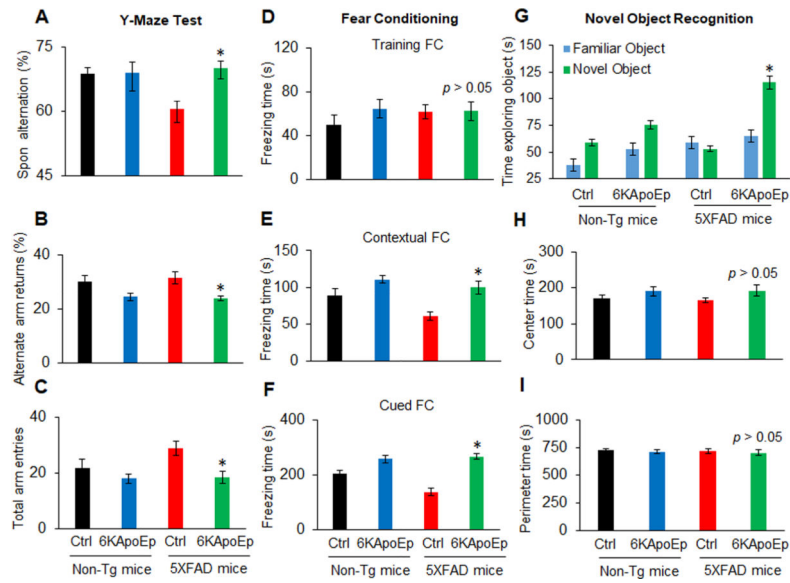 A
Y-Maze Test
Spon alternation (%)
75
60
45
*
B
Alternate arm returns (%)
40
20
0
*
C
Total arm entries
40
20
0
*
Ctrl 6KApoEp Ctrl 6KApoEp
Non-Tg mice 5XFAD mice
Fear Conditioning
D
Training FC
Freezing time (s)
120
80
40
0
p > 0.05
E
Contextual FC
Freezing time (s)
150
100
50
0
*
F
Cued FC
Freezing time (s)
400
200
0
*
Ctrl 6KApoEp Ctrl 6KApoEp
Non-Tg mice 5XFAD mice
G
Novel Object Recognition
Time exploring object (s)
150
125
100
75
50
25
Familiar Object
Novel Object
*
Ctrl 6KApoEp Ctrl 6KApoEp
Non-Tg mice 5XFAD mice
H
Center time (s)
300
200
100
0
p > 0.05
I
Perimeter time (s)
1000
750
500
250
0
p > 0.05
Ctrl 6KApoEp Ctrl 6KApoEp
Non-Tg mice 5XFAD mice